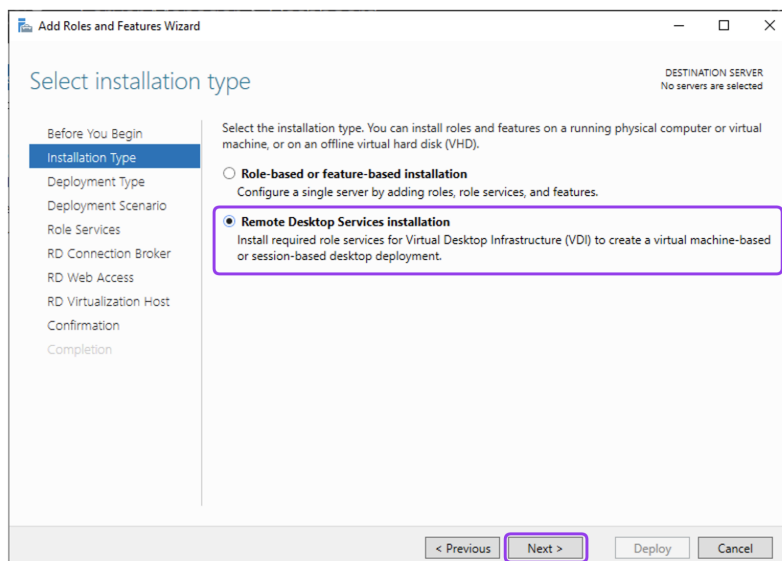 Add Roles and Features Wizard
Select installation type
DESTINATION SERVER
No servers are selected
Before You Begin
Installation Type
Deployment Type
Deployment Scenario
Role Services
RD Connection Broker
RD Web Access
RD Virtualization Host
Confirmation
Completion
Select the installation type. You can install roles and features on a running physical computer or virtual
machine, or on an offline virtual hard disk (VHD).
Role-based or feature-based installation
Configure a single server by adding roles, role services, and features.
Remote Desktop Services installation
Install required role services for Virtual Desktop Infrastructure (VDI) to create a virtual machine-based
or session-based desktop deployment.
< Previous
Next >
Deploy
Cancel